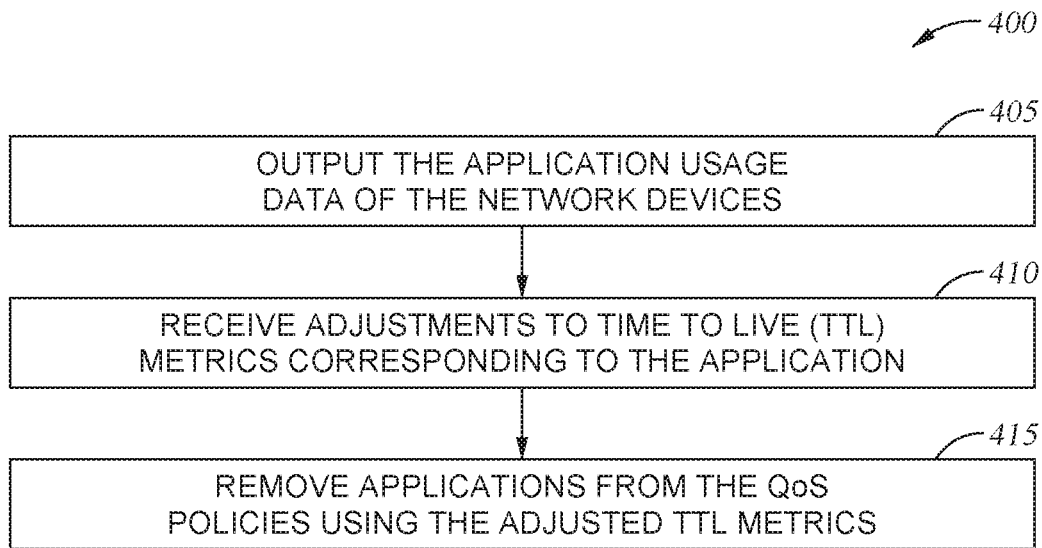 400
405
OUTPUT THE APPLICATION USAGE
DATA OF THE NETWORK DEVICES
410
RECEIVE ADJUSTMENTS TO TIME TO LIVE (TTL)
METRICS CORRESPONDING TO THE APPLICATION
415
REMOVE APPLICATIONS FROM THE QoS
POLICIES USING THE ADJUSTED TTL METRICS